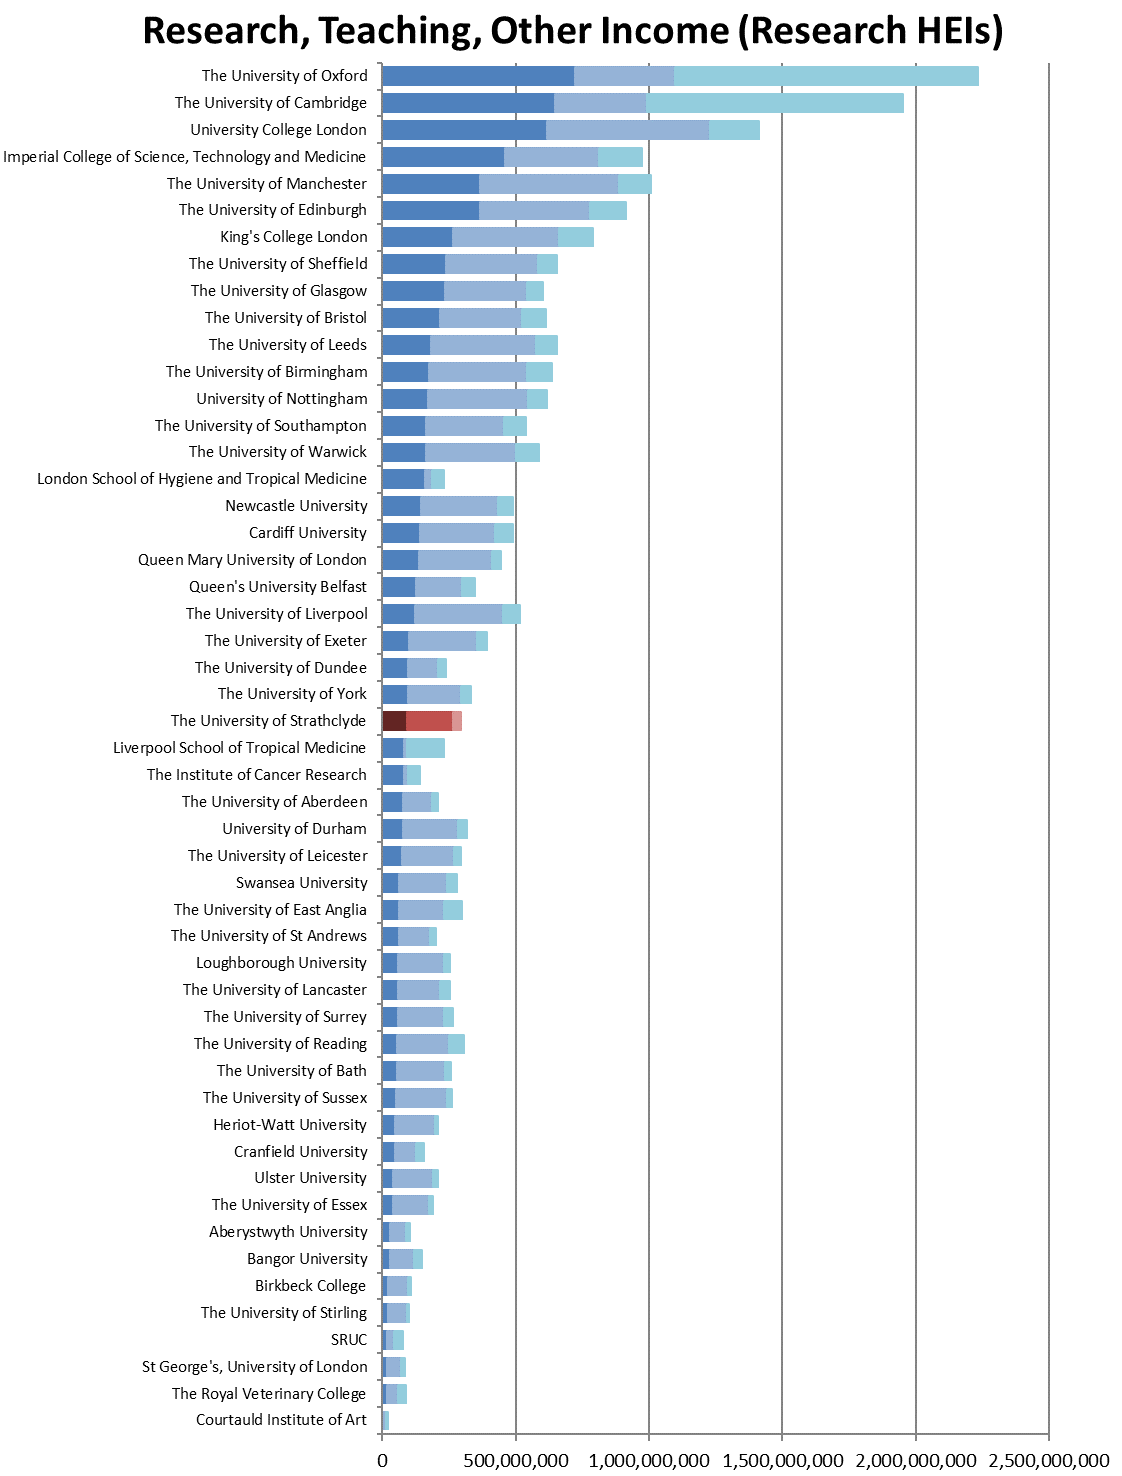 Research, Teaching, Other Income (Research HEIs)
The University of Oxford
The University of Cambridge
University College London
Imperial College of Science, Technology and Medicine
The University of Manchester
The University of Edinburgh
King's College London
The University of Sheffield
The University of Glasgow
The University of Bristol
The University of Leeds
The University of Birmingham
University of Nottingham
The University of Southampton
The University of Warwick
London School of Hygiene and Tropical Medicine
Newcastle University
Cardiff University
Queen Mary University of London
Queen's University Belfast
The University of Liverpool
The University of Exeter
The University of Dundee
The University of York
The University of Strathclyde
Liverpool School of Tropical Medicine
The Institute of Cancer Research
The University of Aberdeen
University of Durham
The University of Leicester
Swansea University
The University of East Anglia
The University of St Andrews
Loughborough University
The University of Lancaster
The University of Surrey
The University of Reading
The University of Bath
The University of Sussex
Heriot-Watt University
Cranfield University
Ulster University
The University of Essex
Aberystwyth University
Bangor University
Birkbeck College
The University of Stirling
SRUC
St George's, University of London
The Royal Veterinary College
Courtauld Institute of Art
0 500,000,000 1,000,000,000 1,500,000,000 2,000,000,000 2,500,000,000